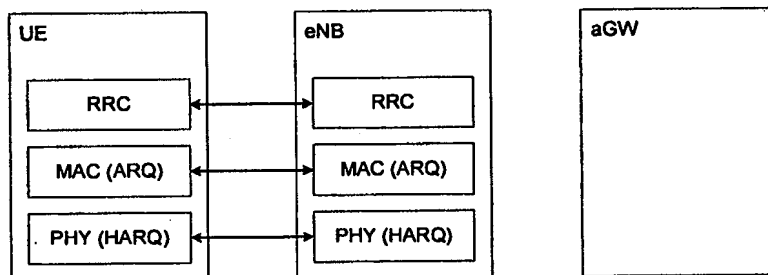 UE
eNB
aGW
RRC
RRC
MAC (ARQ)
MAC (ARQ)
PHY (HARQ)
PHY (HARQ)